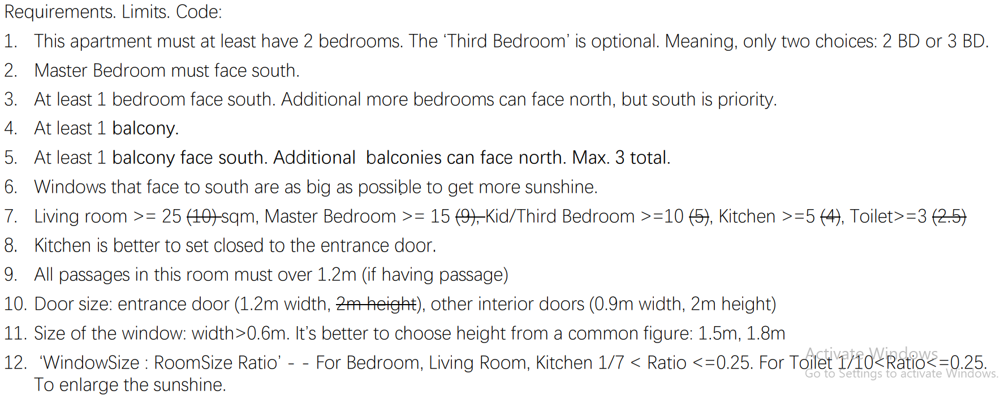 Requirements. Limits. Code:
1. This apartment must at least have 2 bedrooms. The ‘Third Bedroom’ is optional. Meaning, only two choices: 2 BD or 3 BD.
2. Master Bedroom must face south.
3. At least 1 bedroom face south. Additional more bedrooms can face north, but south is priority.
4. At least 1 balcony.
5. At least 1 balcony face south. Additional balconies can face north. Max. 3 total.
6. Windows that face to south are as big as possible to get more sunshine.
7. Living room >= 25 (10) sqm, Master Bedroom >= 15 (9), Kid/Third Bedroom >=10 (5), Kitchen >=5 (4), Toilet>=3 (2.5)
8. Kitchen is better to set closed to the entrance door.
9. All passages in this room must over 1.2m (if having passage)
10. Door size: entrance door (1.2m width, 2m height), other interior doors (0.9m width, 2m height)
11. Size of the window: width>0.6m. It’s better to choose height from a common figure: 1.5m, 1.8m
12. ‘WindowSize : RoomSize Ratio’ - - For Bedroom, Living Room, Kitchen 1/7 < Ratio <=0.25. For Toilet 1/10<Ratio<=0.25.
To enlarge the sunshine.
Activate Windows
Go to Settings to activate Windows.